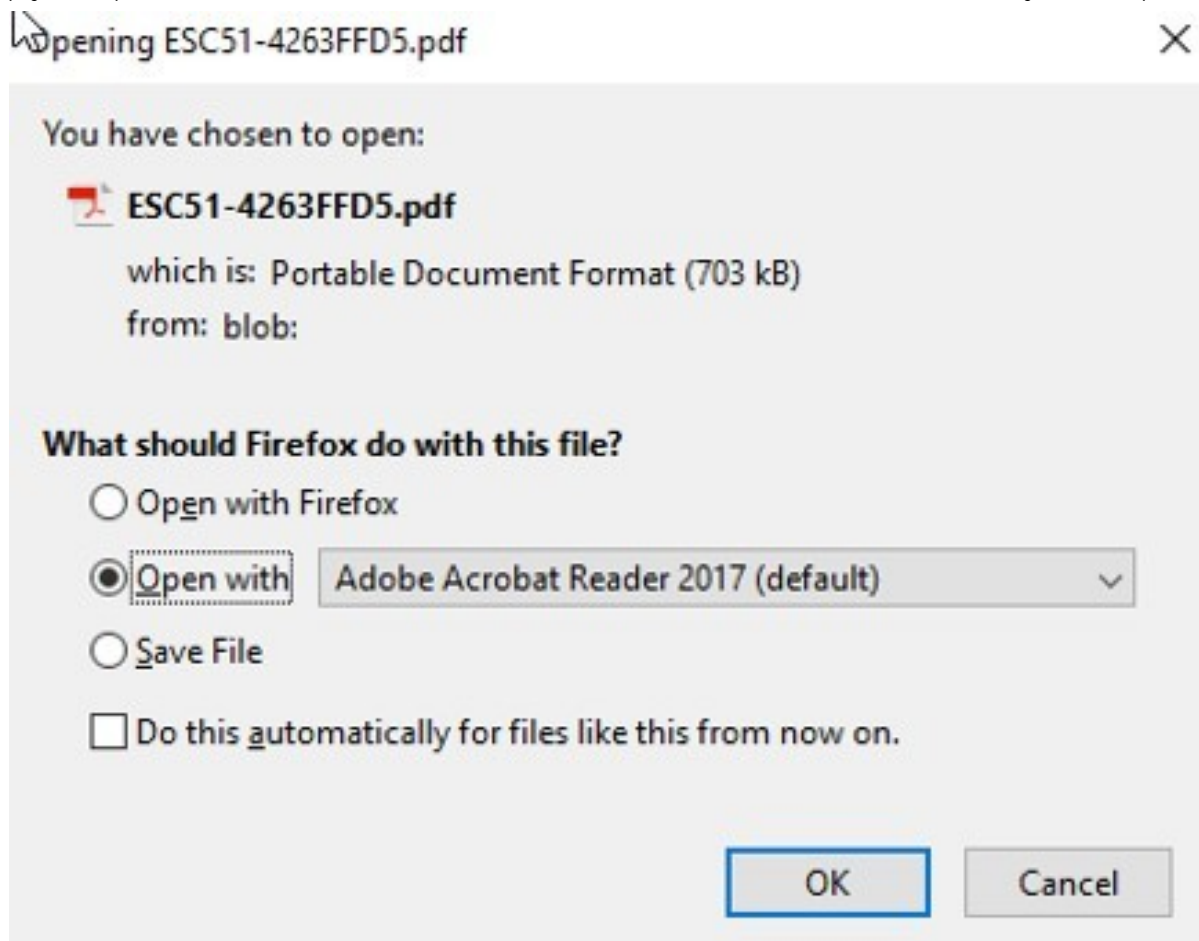 Opening ESC51-4263FFD5.pdf
You have chosen to open:
ESC51-4263FFD5.pdf
which is: Portable Document Format (703 kB)
from: blob:
What should Firefox do with this file?
Open with Firefox
Open with Adobe Acrobat Reader 2017 (default)
Save File
Do this automatically for files like this from now on.
OK Cancel